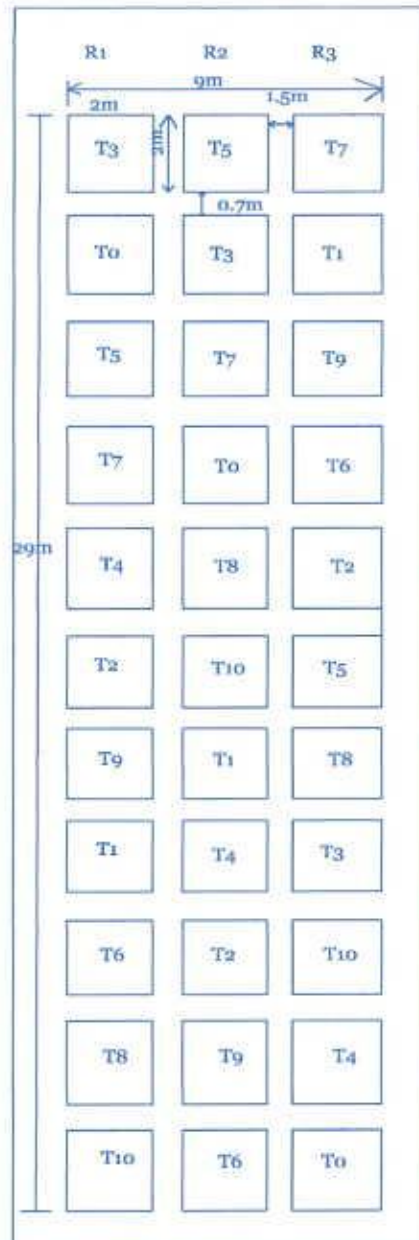 R1 R2 R3
9m
2m 1.5m
T3 2m T5 T7
0.7m
T0 T3 T1
T5 T7 T9
T7 T0 T6
29m
T4 T8 T2
T2 T10 T5
T9 T1 T8
T1 T4 T3
T6 T2 T10
T8 T9 T4
T10 T6 T0